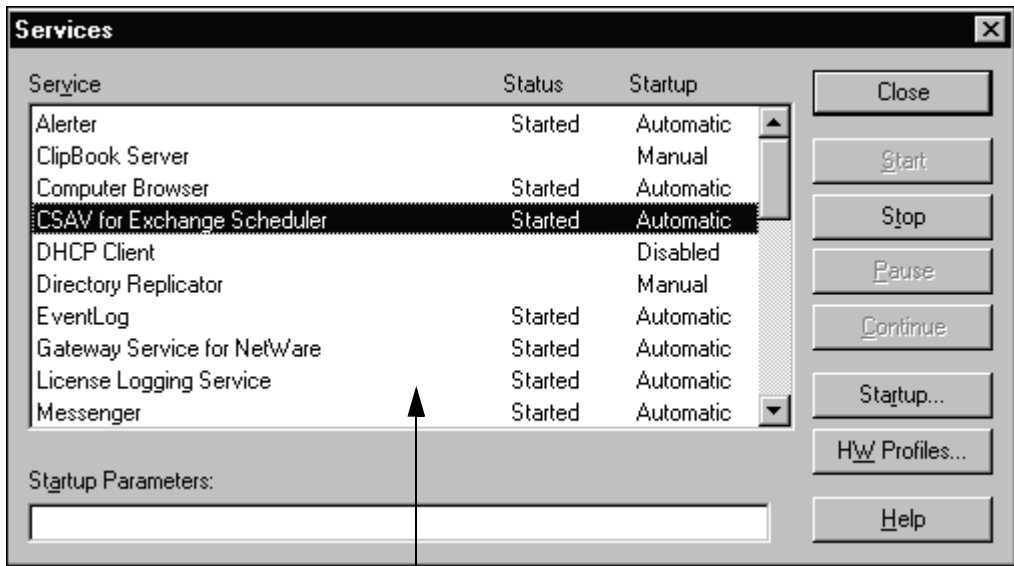 Services
Service Status Startup
Alerter Started Automatic
ClipBook Server Manual
Computer Browser Started Automatic
CSAV for Exchange Scheduler Started Automatic
DHCP Client Disabled
Directory Replicator Manual
EventLog Started Automatic
Gateway Service for NetWare Started Automatic
License Logging Service Started Automatic
Messenger Started Automatic
Startup Parameters:
Close
Start
Stop
Pause
Continue
Startup...
HW Profiles...
Help